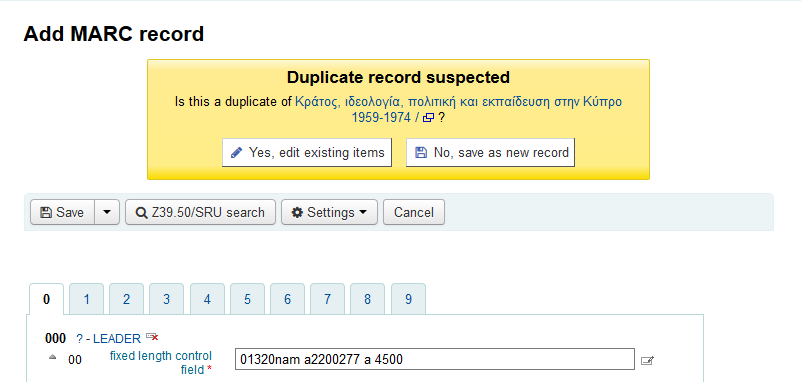 Add MARC record
Duplicate record suspected
Is this a duplicate of Κράτος, ιδεολογία, πολιτική και εκπαίδευση στην Κύπρο
1959-1974 / ?
Yes, edit existing items
No, save as new record
Save
Z39.50/SRU search
Settings
Cancel
0 1 2 3 4 5 6 7 8 9
000 ? - LEADER
00 fixed length control
field *
01320nam a2200277 a 4500